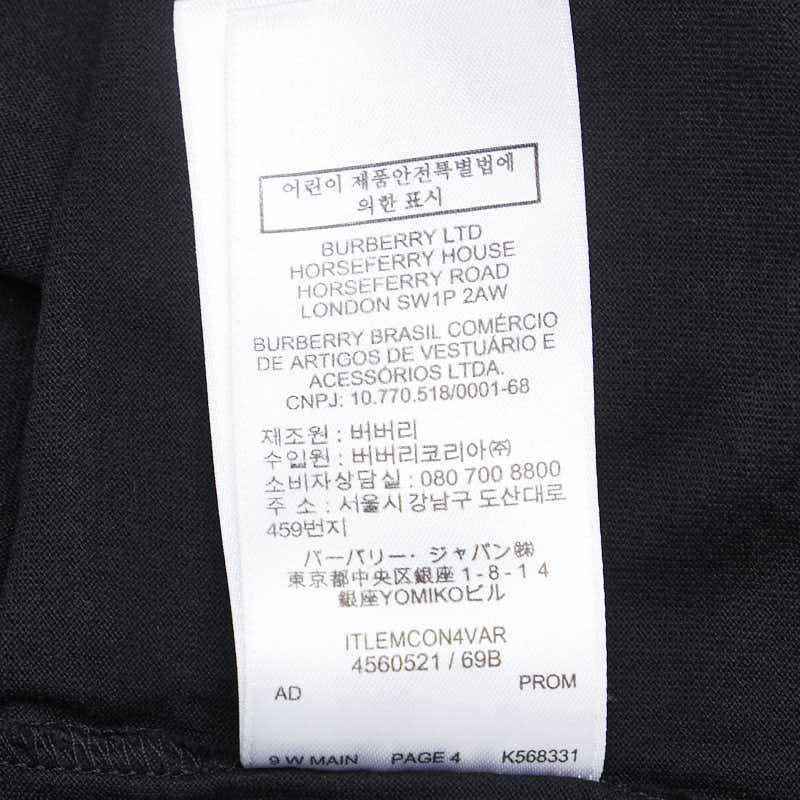 어린이 제품안전특별법에
의한 표시
BURBERRY LTD
HORSEFERRY HOUSE
HORSEFERRY ROAD
LONDON SW1P 2AW
BURBERRY BRASIL COMÉRCIO
DE ARTIGOS DE VESTUÁRIO E
ACESSÓRIOS LTDA.
CNPJ: 10.770.518/0001-68
재조원 : 버버리
수입원 : 버버리코리아㈜
소비자상담실 : 080 700 8800
주 소 : 서울시강남구 도산대로
459번지
バーバリー・ジャパン㈱
東京都中央区銀座1-8-14
銀座YOMIKOビル
ITLEMCON4VAR
4560521 / 69B
AD PROM
9 W MAIN PAGE 4 K568331